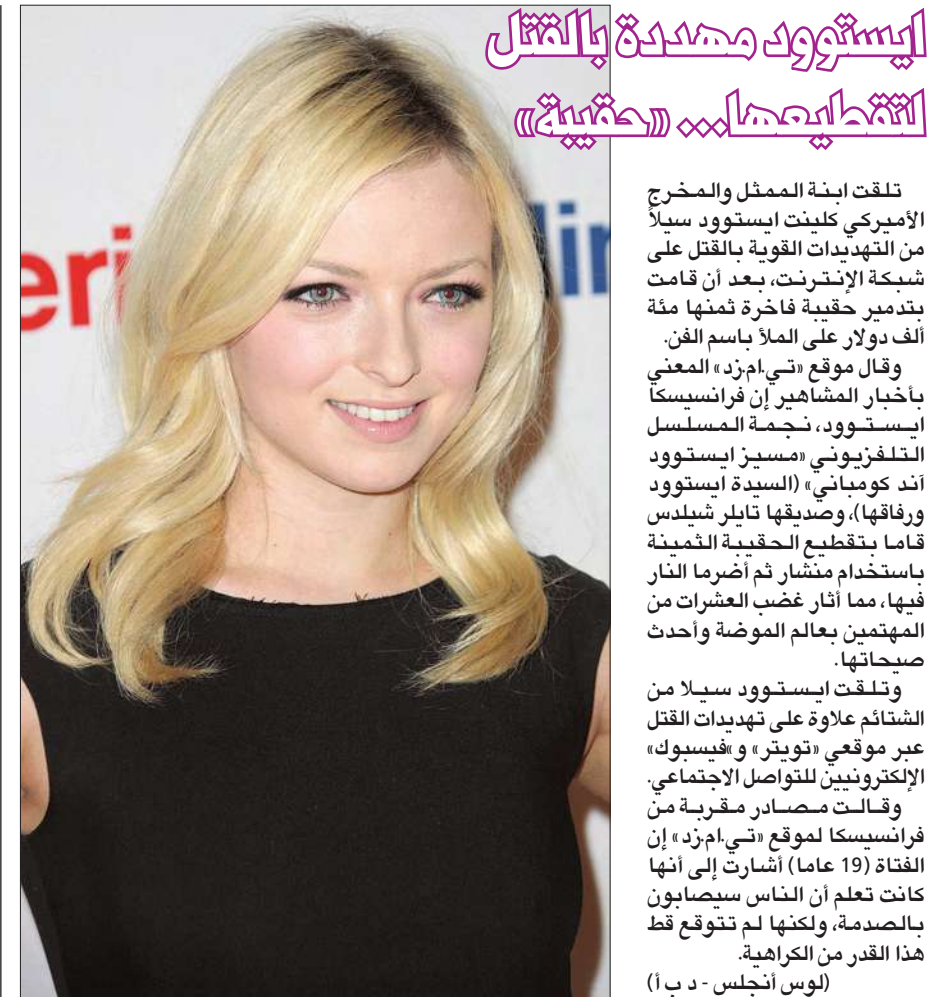 ايستوود مهددة بالقتل
لتقطيعها... «حقيبة»
تلقت ابنة الممثل والمخرج
الأميركي كلينت ايستوود سيلاً
من التهديدات القوية بالقتل على
شبكة الإنترنت، بعد أن قامت
بتدمير حقيبة فاخرة ثمنها مئة
ألف دولار على الملأ باسم الفن.
وقال موقع «تي.ام.زد» المعني
بأخبار المشاهير إن فرانسيسكا
ايستوود، نجمة المسلسل
التلفزيوني «مسيز ايستوود
آند كومباني» (السيدة ايستوود
ورفاقها)، وصديقها تايلر شيلدس
قاما بتقطيع الحقيبة الثمينة
باستخدام منشار ثم أضرما النار
فيها، مما أثار غضب العشرات من
المهتمين بعالم الموضة وأحدث
صيحاتها.
وتلقت ايستوود سيلا من
الشتائم علاوة على تهديدات القتل
عبر موقعي «تويتر» و»فيسبوك»
الإلكترونيين للتواصل الاجتماعي.
وقالت مصادر مقربة من
فرانسيسكا لموقع «تي.ام.زد» إن
الفتاة (19 عاما) أشارت إلى أنها
كانت تعلم أن الناس سيصابون
بالصدمة، ولكنها لم تتوقع قط
هذا القدر من الكراهية.
(لوس أنجلس - د ب أ)
eri
lin